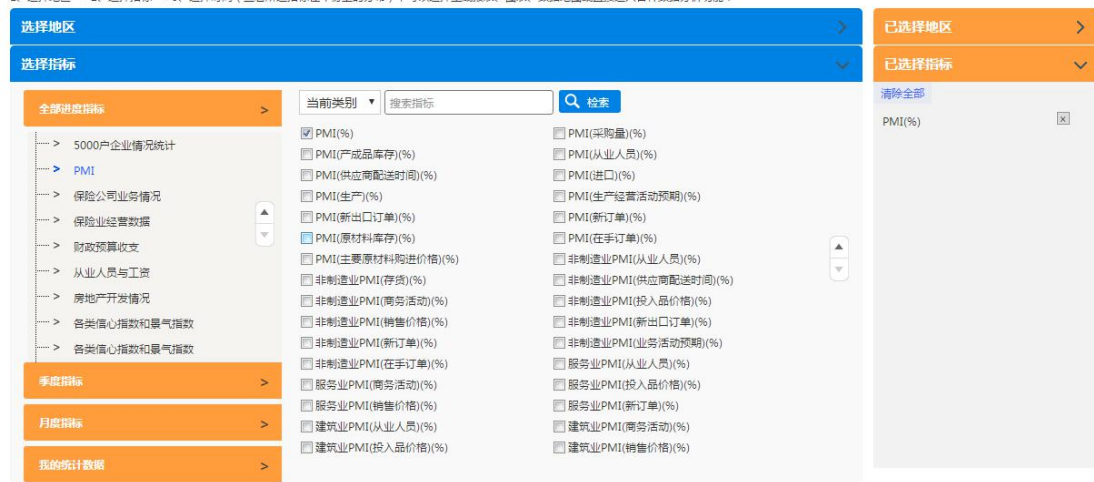 选择地区
已选择地区
选择指标
已选择指标
全部进度指标 >
当前类别 搜索指标 检索
清除全部
PMI(%) x
> 5000户企业情况统计
> PMI
> 保险公司业务情况
> 保险业经营数据
> 财政预算收支
> 从业人员与工资
> 房地产开发情况
> 各类信心指数和景气指数
> 各类信心指数和景气指数
季度指标 >
月度指标 >
我的统计数据 >
PMI(%) PMI(采购量)(%)
PMI(产成品库存)(%) PMI(从业人员)(%)
PMI(供应商配送时间)(%) PMI(进口)(%)
PMI(生产)(%) PMI(生产经营活动预期)(%)
PMI(新出口订单)(%) PMI(新订单)(%)
PMI(原材料库存)(%) PMI(在手订单)(%)
PMI(主要原材料购进价格)(%) 非制造业PMI(从业人员)(%)
非制造业PMI(存货)(%) 非制造业PMI(供应商配送时间)(%)
非制造业PMI(商务活动)(%) 非制造业PMI(投入品价格)(%)
非制造业PMI(销售价格)(%) 非制造业PMI(新出口订单)(%)
非制造业PMI(新订单)(%) 非制造业PMI(业务活动预期)(%)
非制造业PMI(在手订单)(%) 服务业PMI(从业人员)(%)
服务业PMI(商务活动)(%) 服务业PMI(投入品价格)(%)
服务业PMI(销售价格)(%) 服务业PMI(新订单)(%)
建筑业PMI(从业人员)(%) 建筑业PMI(商务活动)(%)
建筑业PMI(投入品价格)(%) 建筑业PMI(销售价格)(%)